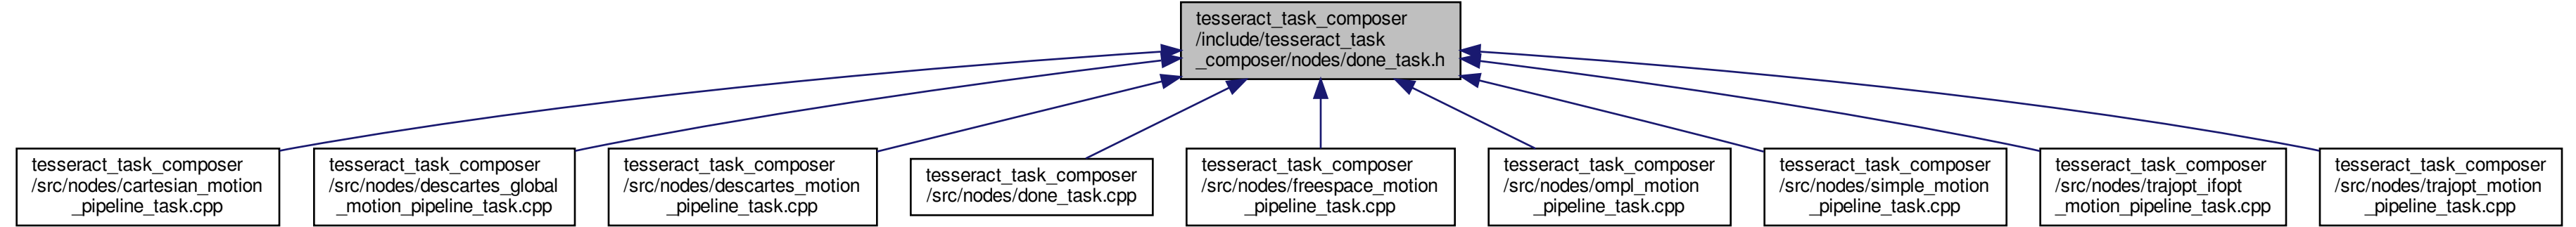 tesseract_task_composer
/include/tesseract_task
_composer/nodes/done_task.h
tesseract_task_composer
/src/nodes/cartesian_motion
_pipeline_task.cpp
tesseract_task_composer
/src/nodes/descartes_global
_motion_pipeline_task.cpp
tesseract_task_composer
/src/nodes/descartes_motion
_pipeline_task.cpp
tesseract_task_composer
/src/nodes/done_task.cpp
tesseract_task_composer
/src/nodes/freespace_motion
_pipeline_task.cpp
tesseract_task_composer
/src/nodes/ompl_motion
_pipeline_task.cpp
tesseract_task_composer
/src/nodes/simple_motion
_pipeline_task.cpp
tesseract_task_composer
/src/nodes/trajopt_ifopt
_motion_pipeline_task.cpp
tesseract_task_composer
/src/nodes/trajopt_motion
_pipeline_task.cpp